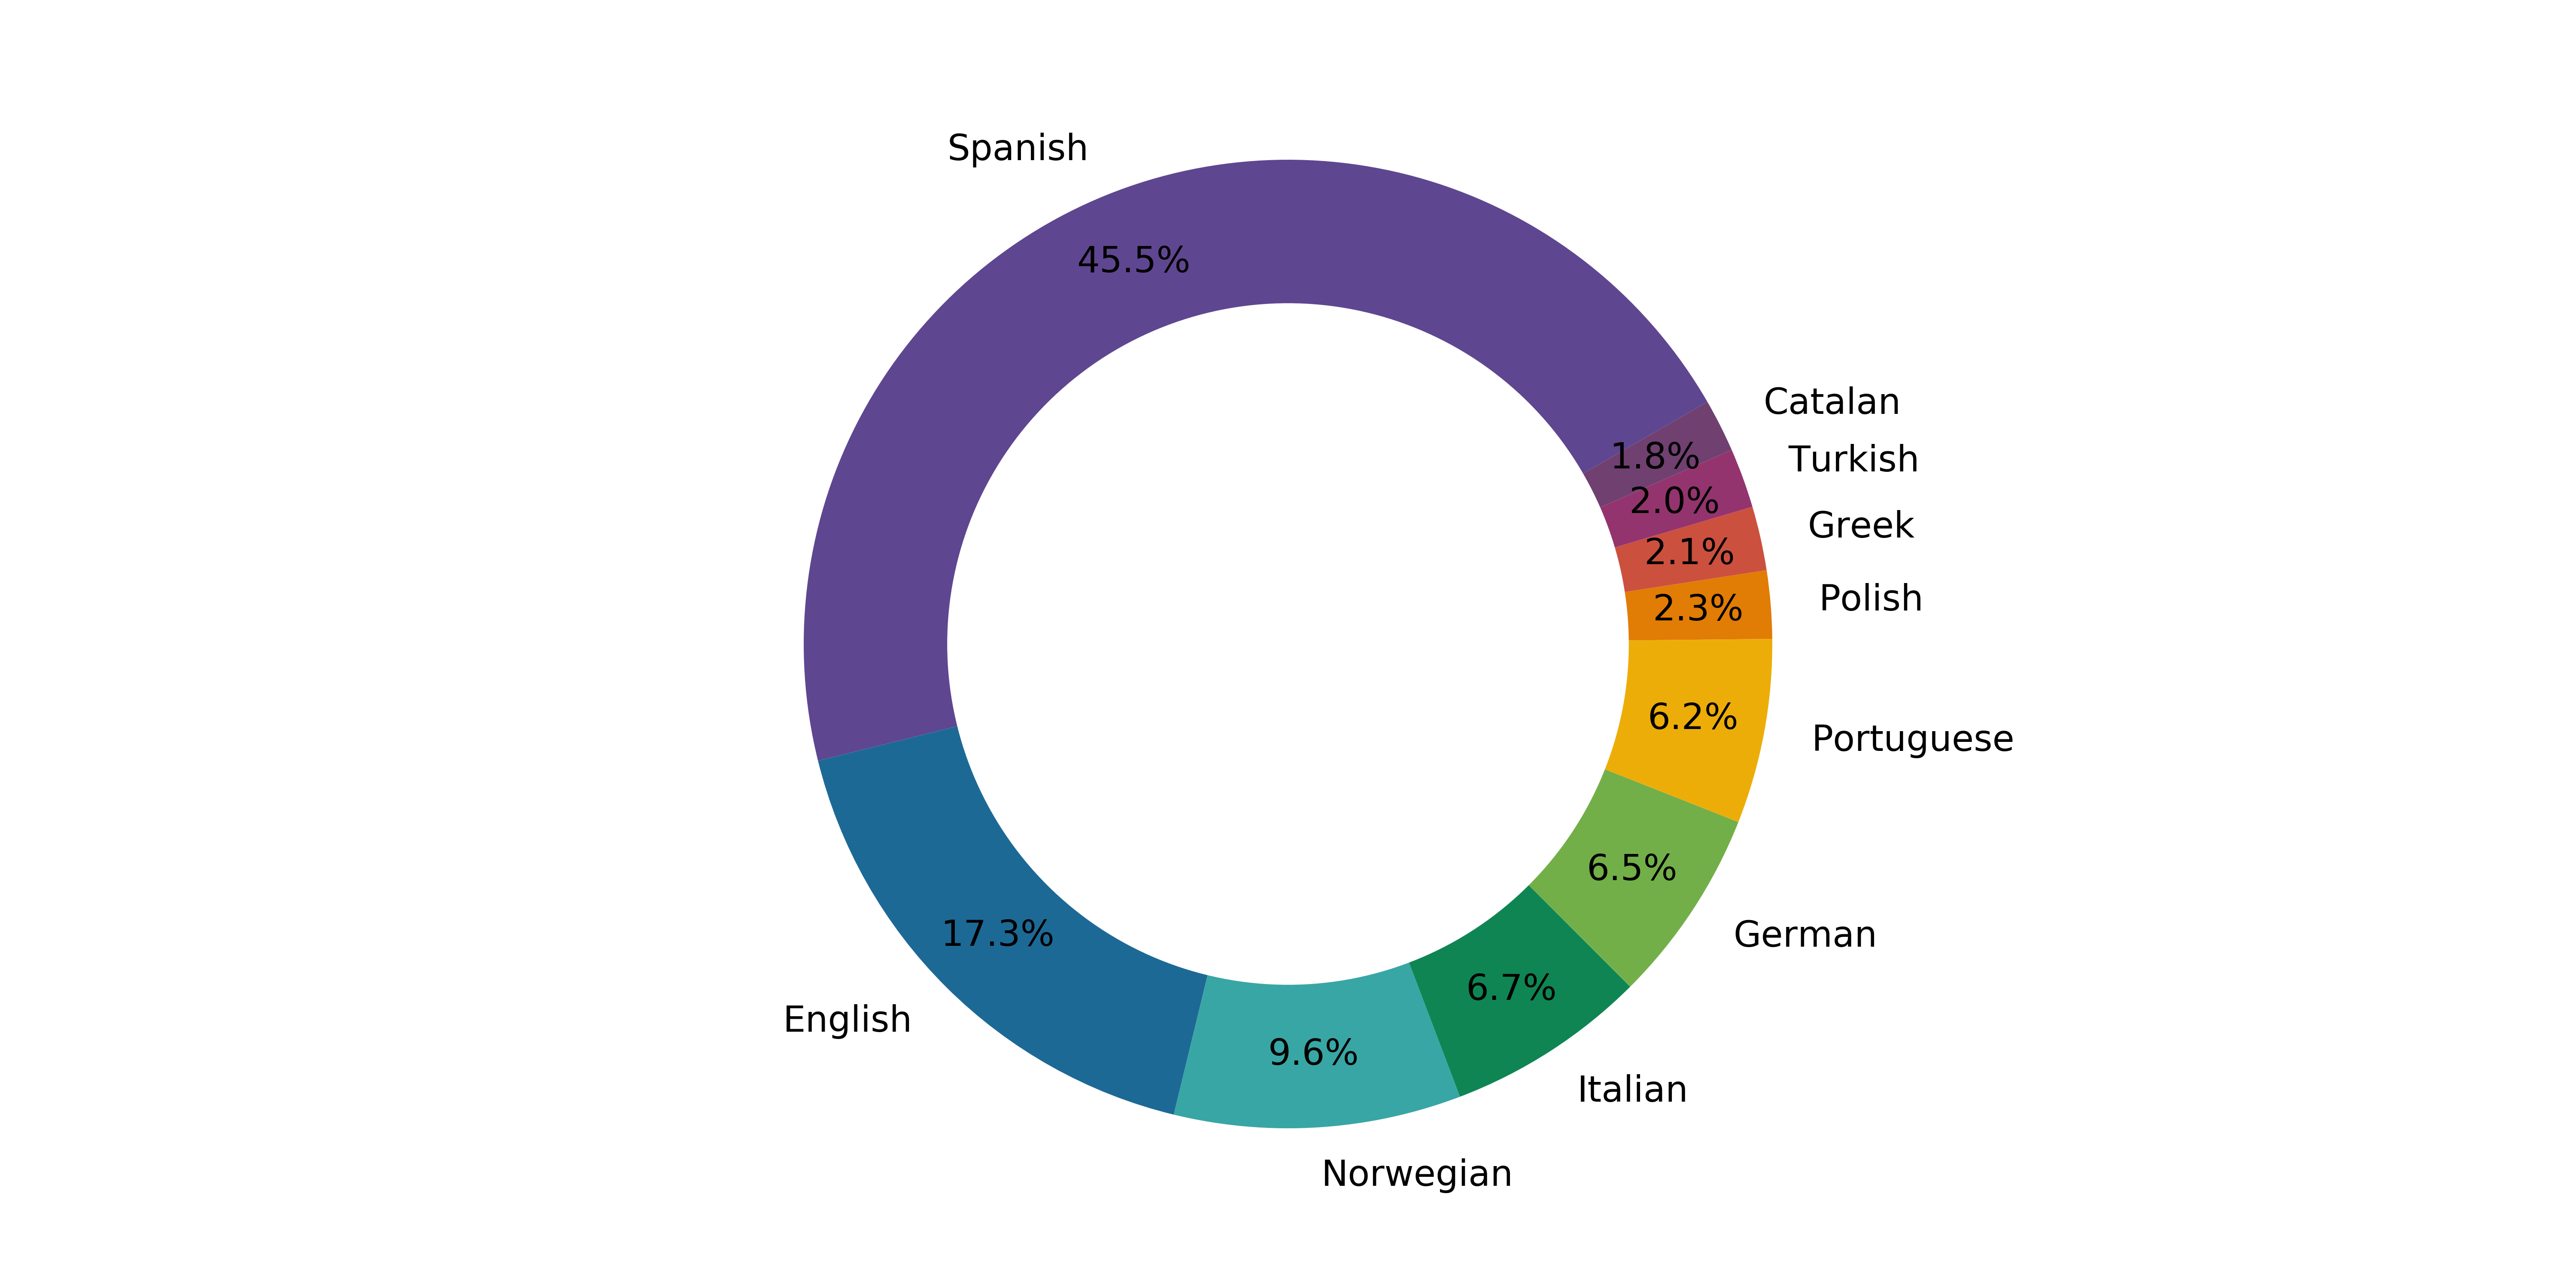 Spanish
45.5%
Catalan
1.8%
Turkish
2.0%
Greek
2.1%
Polish
2.3%
Portuguese
6.2%
German
6.5%
Italian
6.7%
Norwegian
9.6%
English
17.3%